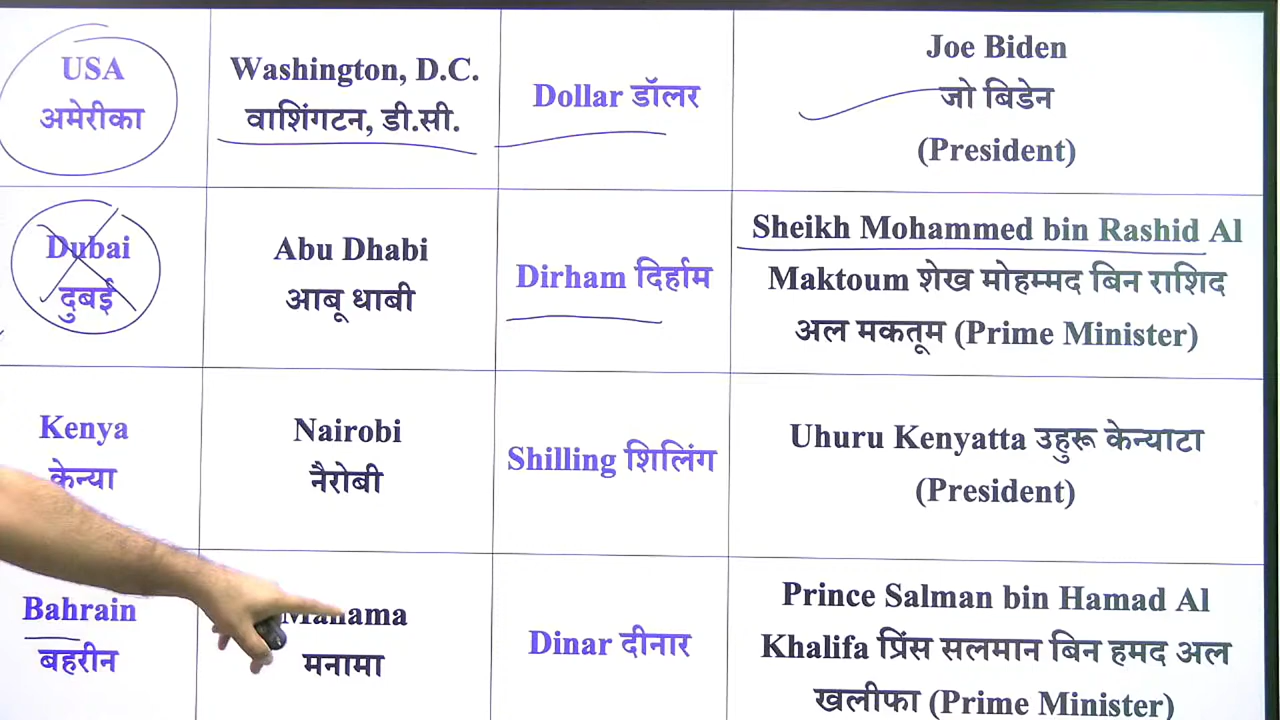 USA
अमेरीका
Washington, D.C.
वाशिंगटन, डी.सी.
Dollar डॉलर
Joe Biden
जो बिडेन
(President)
Dubai
दुबई
Abu Dhabi
आबू धाबी
Dirham दिर्हाम
Sheikh Mohammed bin Rashid Al
Maktoum शेख मोहम्मद बिन राशिद
अल मकतूम (Prime Minister)
Kenya
केन्या
Nairobi
नैरोबी
Shilling शिलिंग
Uhuru Kenyatta उहुरू केन्याटा
(President)
Bahrain
बहरीन
Manama
मनामा
Dinar दीनार
Prince Salman bin Hamad Al
Khalifa प्रिंस सलमान बिन हमद अल
खलीफा (Prime Minister)